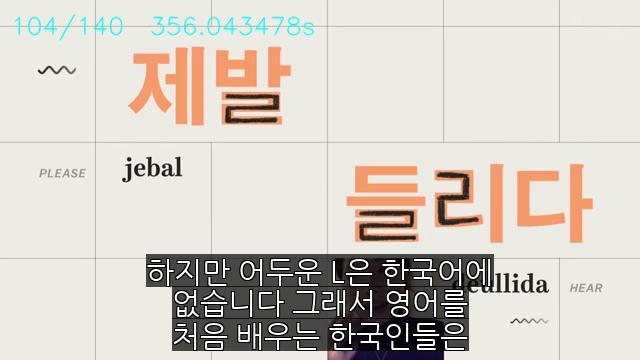 104/140 356.043478s
제발
PLEASE
jebal
들리다
deullida
HEAR
하지만 어두운 L은 한국어에
없습니다 그래서 영어를
처음 배우는 한국인들은